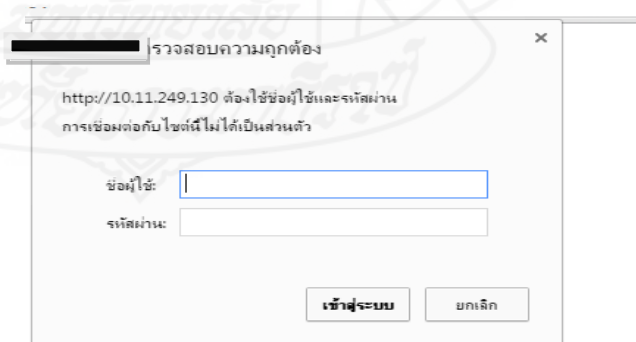 รวจสอบความถูกต้อง
×
http://10.11.249.130 ต้องใช้ชื่อผู้ใช้และรหัสผ่าน
การเชื่อมต่อกับไซต์นี้ไม่ได้เป็นส่วนตัว
ชื่อผู้ใช้:
รหัสผ่าน:
เข้าสู่ระบบ ยกเลิก